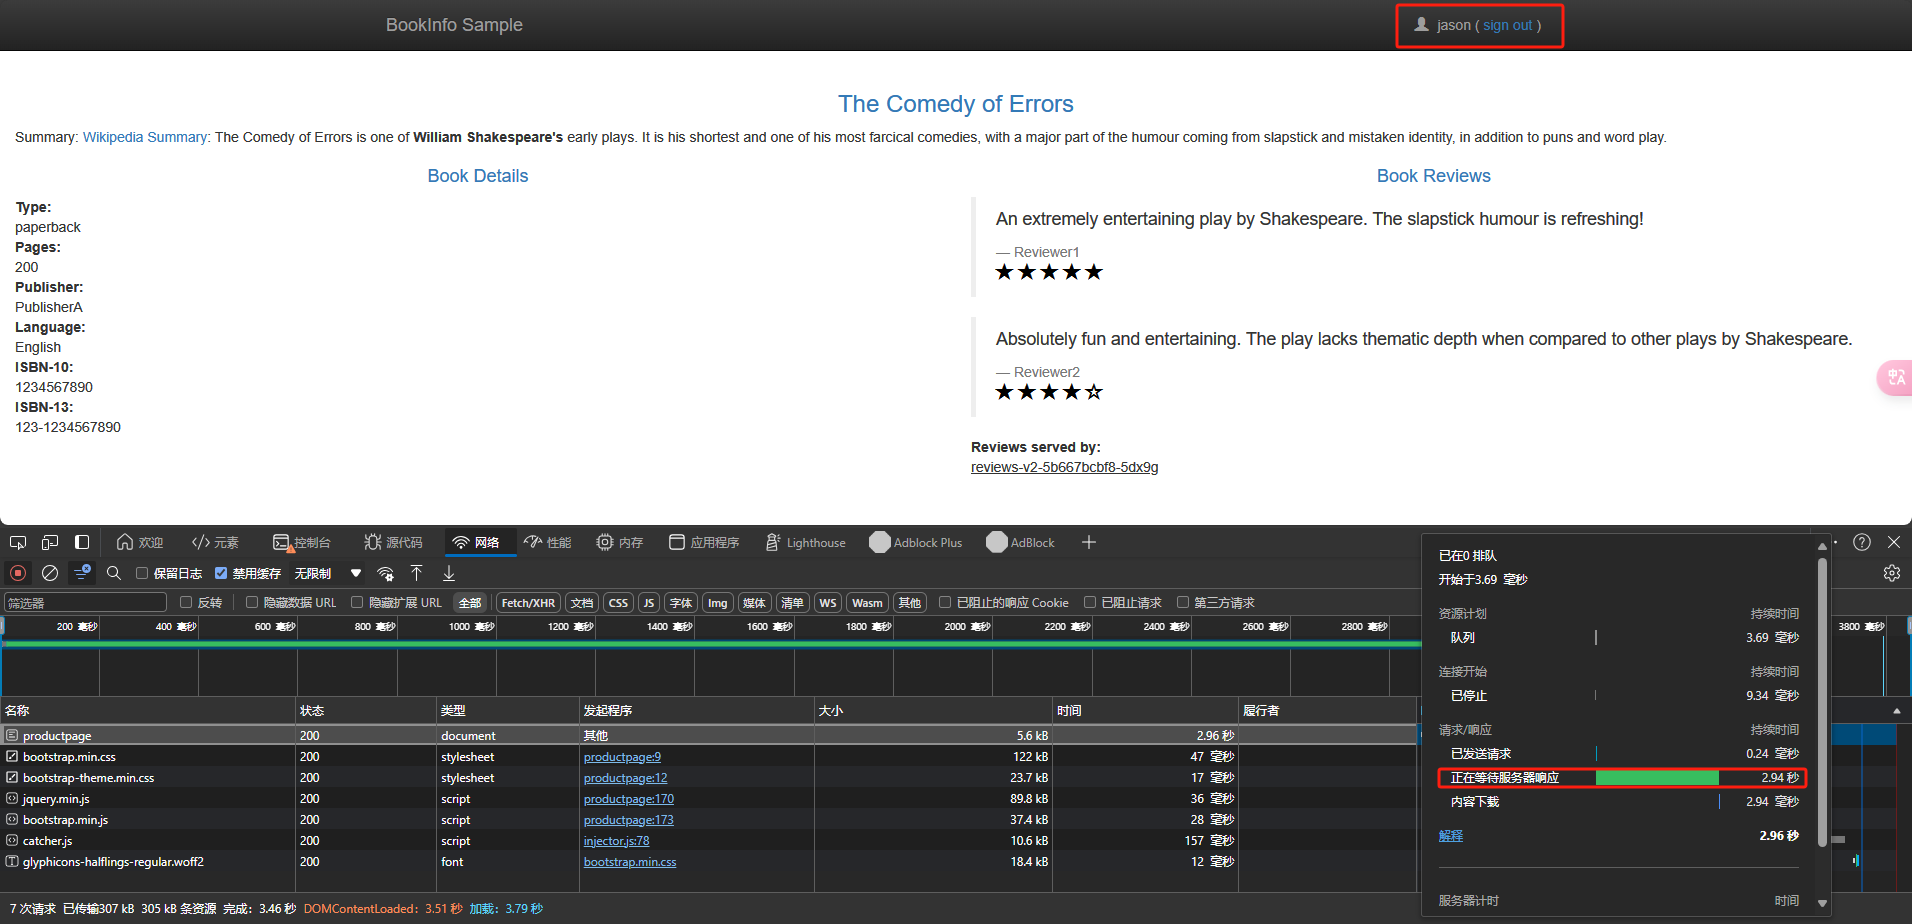 BookInfo Sample
jason ( sign out )
The Comedy of Errors
Summary: Wikipedia Summary: The Comedy of Errors is one of William Shakespeare's early plays. It is his shortest and one of his most farcical comedies, with a major part of the humour coming from slapstick and mistaken identity, in addition to puns and word play.
Book Details
Type:
paperback
Pages:
200
Publisher:
PublisherA
Language:
English
ISBN-10:
1234567890
ISBN-13:
123-1234567890
Book Reviews
An extremely entertaining play by Shakespeare. The slapstick humour is refreshing!
— Reviewer1
★★★★★
Absolutely fun and entertaining. The play lacks thematic depth when compared to other plays by Shakespeare.
— Reviewer2
★★★★☆
Reviews served by:
reviews-v2-5b667bcbf8-5dx9g
中A
欢迎 元素 控制台 源代码 网络 性能 内存 应用程序 Lighthouse Adblock Plus AdBlock
保留日志 禁用缓存 无限制
筛选器 反转 隐藏数据 URL 隐藏扩展 URL 全部 Fetch/XHR 文档 CSS JS 字体 Img 媒体 清单 WS Wasm 其他 已阻止的响应 Cookie 已阻止请求 第三方请求
200 毫秒 400 毫秒 600 毫秒 800 毫秒 1000 毫秒 1200 毫秒 1400 毫秒 1600 毫秒 1800 毫秒 2000 毫秒 2200 毫秒 2400 毫秒 2600 毫秒 2800 毫秒 3800 毫秒
名称 状态 类型 发起程序 大小 时间 履行者
productpage 200 document 其他 5.6 kB 2.96 秒
bootstrap.min.css 200 stylesheet productpage:9 122 kB 47 毫秒
bootstrap-theme.min.css 200 stylesheet productpage:12 23.7 kB 17 毫秒
jquery.min.js 200 script productpage:170 89.8 kB 36 毫秒
bootstrap.min.js 200 script productpage:173 37.4 kB 28 毫秒
catcher.js 200 script injector.js:78 10.6 kB 157 毫秒
glyphicons-halflings-regular.woff2 200 font bootstrap.min.css 18.4 kB 12 毫秒
7 次请求 已传输307 kB 305 kB 条资源 完成: 3.46 秒 DOMContentLoaded: 3.51 秒 加载: 3.79 秒
已在0 排队
开始于3.69 毫秒
资源计划 持续时间
队列 3.69 毫秒
连接开始 持续时间
已停止 9.34 毫秒
请求/响应 持续时间
已发送请求 0.24 毫秒
正在等待服务器响应 2.94 秒
内容下载 2.94 毫秒
解释 2.96 秒
服务器计时 时间